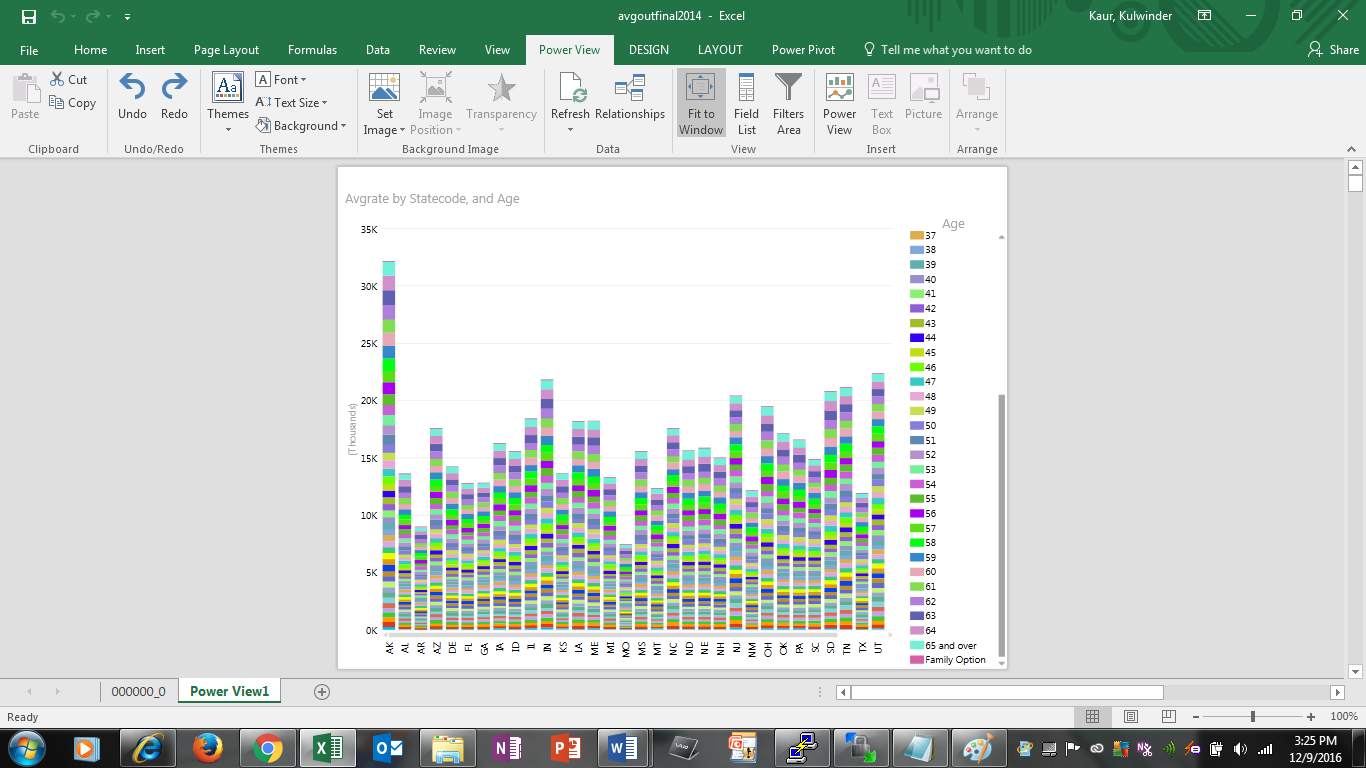 avgoutfinal2014 - Excel
Kaur, Kulwinder
File Home Insert Page Layout Formulas Data Review View Power View DESIGN LAYOUT Power Pivot Tell me what you want to do Share
Paste
Cut
Copy
Clipboard
Undo Redo
Undo/Redo
Themes
Font
Text Size
Background
Themes
Set Image
Image Position
Transparency
Background Image
Refresh Relationships
Data
Fit to Window
Field List
Filters Area
View
Power View
Text Box
Picture
Insert
Arrange
Arrange
Avgrate by Statecode, and Age
(Thousands)
35K
30K
25K
20K
15K
10K
5K
0K
AK AL AR AZ DE FL GA IA ID IL IN KS LA ME MI MO MS MT NC ND NE NH NJ NM OH OK PA SC SD TN TX UT
Age
37
38
39
40
41
42
43
44
45
46
47
48
49
50
51
52
53
54
55
56
57
58
59
60
61
62
63
64
65 and over
Family Option
000000_0 Power View1
Ready
100%
3:25 PM
12/9/2016